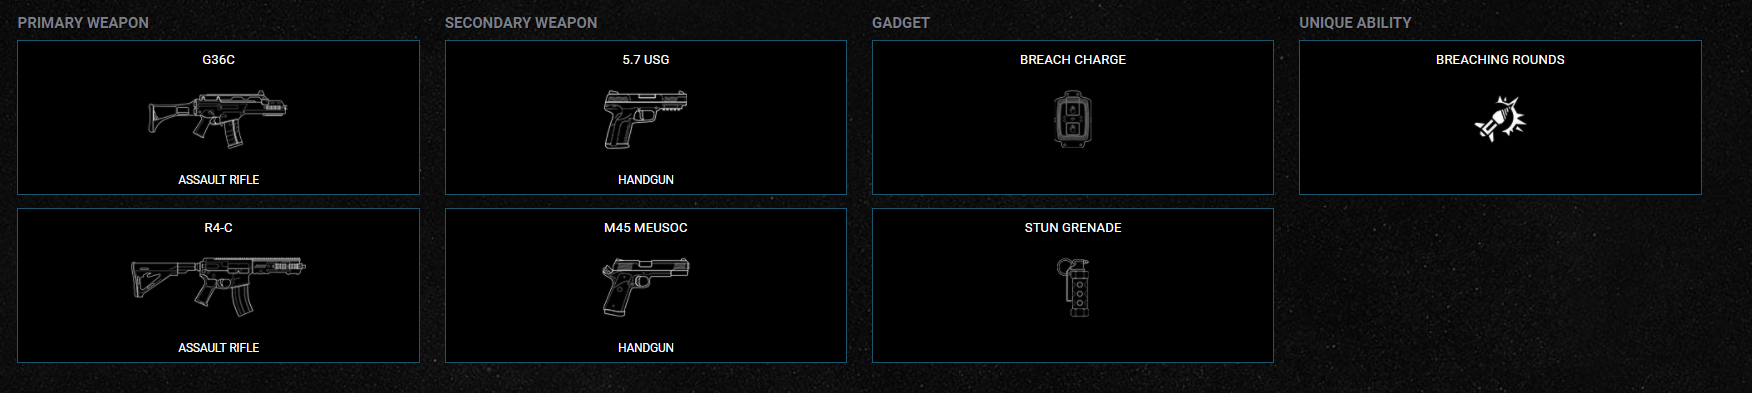 PRIMARY WEAPON
SECONDARY WEAPON
GADGET
UNIQUE ABILITY
G36C
5.7 USG
BREACH CHARGE
BREACHING ROUNDS
ASSAULT RIFLE
HANDGUN
R4-C
M45 MEUSOC
STUN GRENADE
ASSAULT RIFLE
HANDGUN